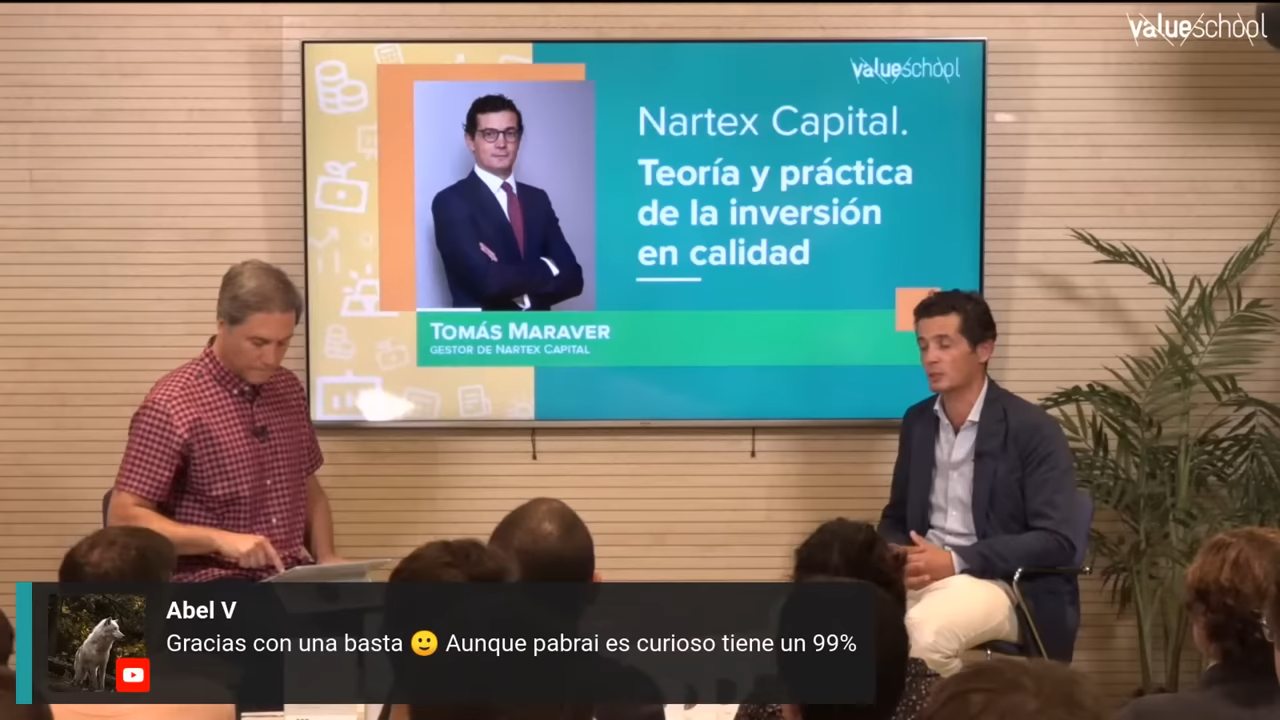 valueschool
valueschool
Nartex Capital.
Teoría y práctica
de la inversión
en calidad
TOMÁS MARAVER
GESTOR DE NARTEX CAPITAL
Abel V
Gracias con una basta 🙂 Aunque pabrai es curioso tiene un 99%